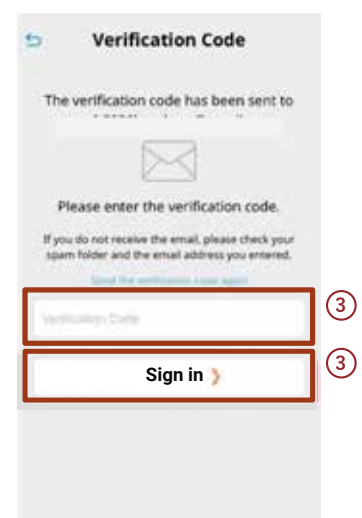 Verification Code
The verification code has been sent to
Please enter the verification code.
If you do not receive the email, please check your
spam folder and the email address you entered.
Send the verification code again
Verification Code
3
Sign in
3